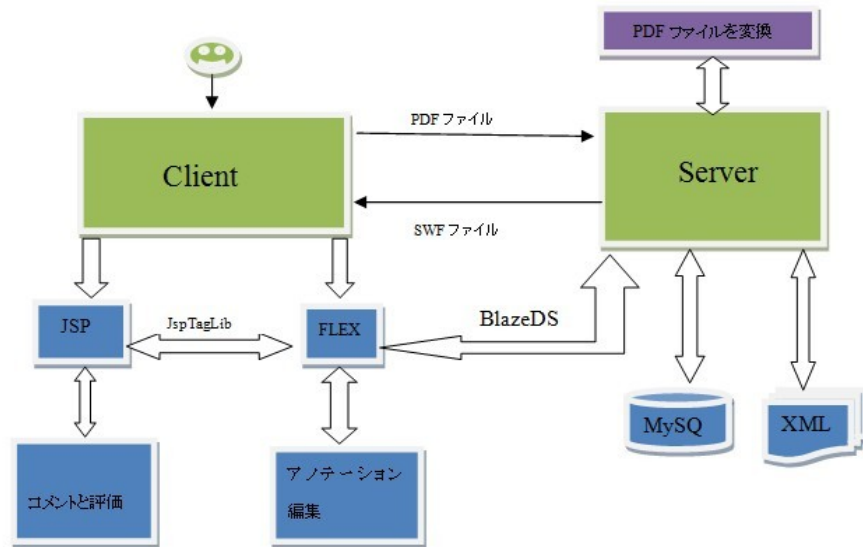 PDF ファイルを変換
PDF ファイル
Client
Server
SWF ファイル
JSP
JspTagLib
FLEX
BlazeDS
MySQ
XML
コメントと評価
アノテーション
編集